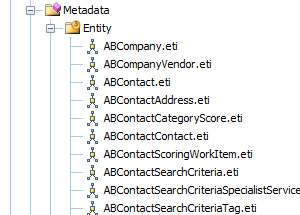 Metadata
Entity
ABCompany.eti
ABCompanyVendor.eti
ABContact.eti
ABContactAddress.eti
ABContactCategoryScore.eti
ABContactContact.eti
ABContactScoringWorkItem.eti
ABContactSearchCriteria.eti
ABContactSearchCriteriaSpecialistService
ABContactSearchCriteriaTag.eti